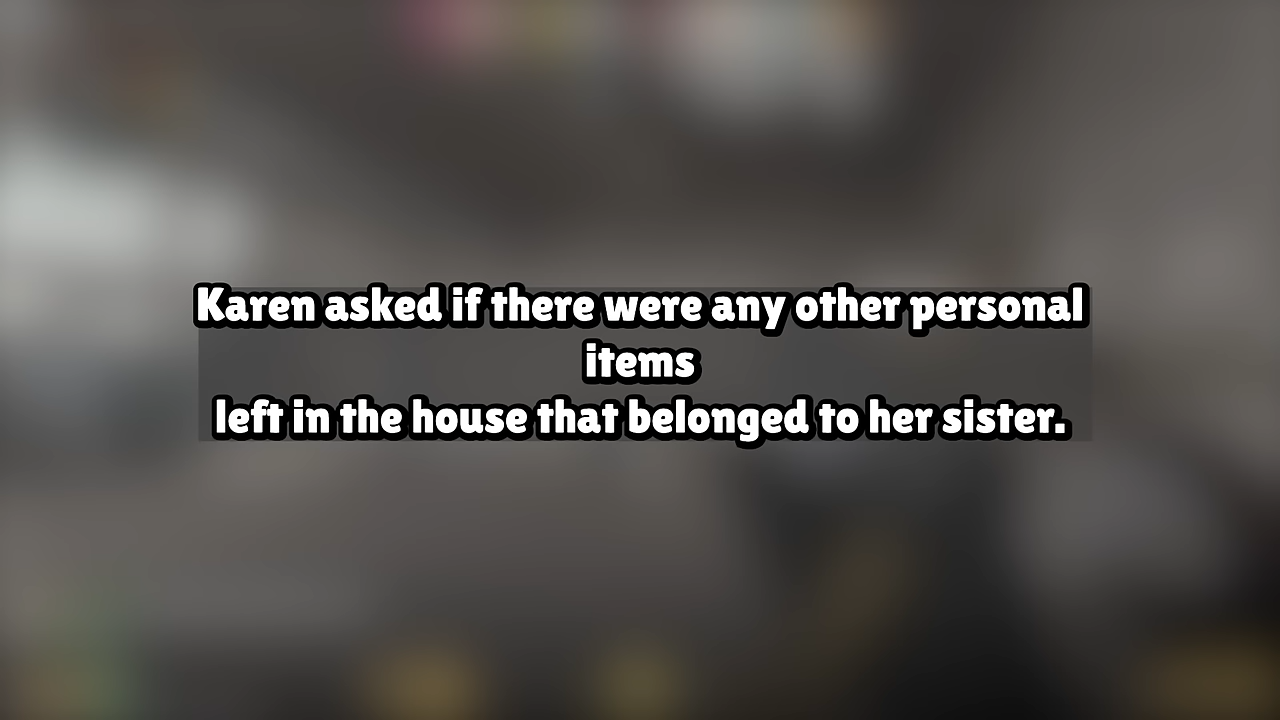 Karen asked if there were any other personal
items
left in the house that belonged to her sister.